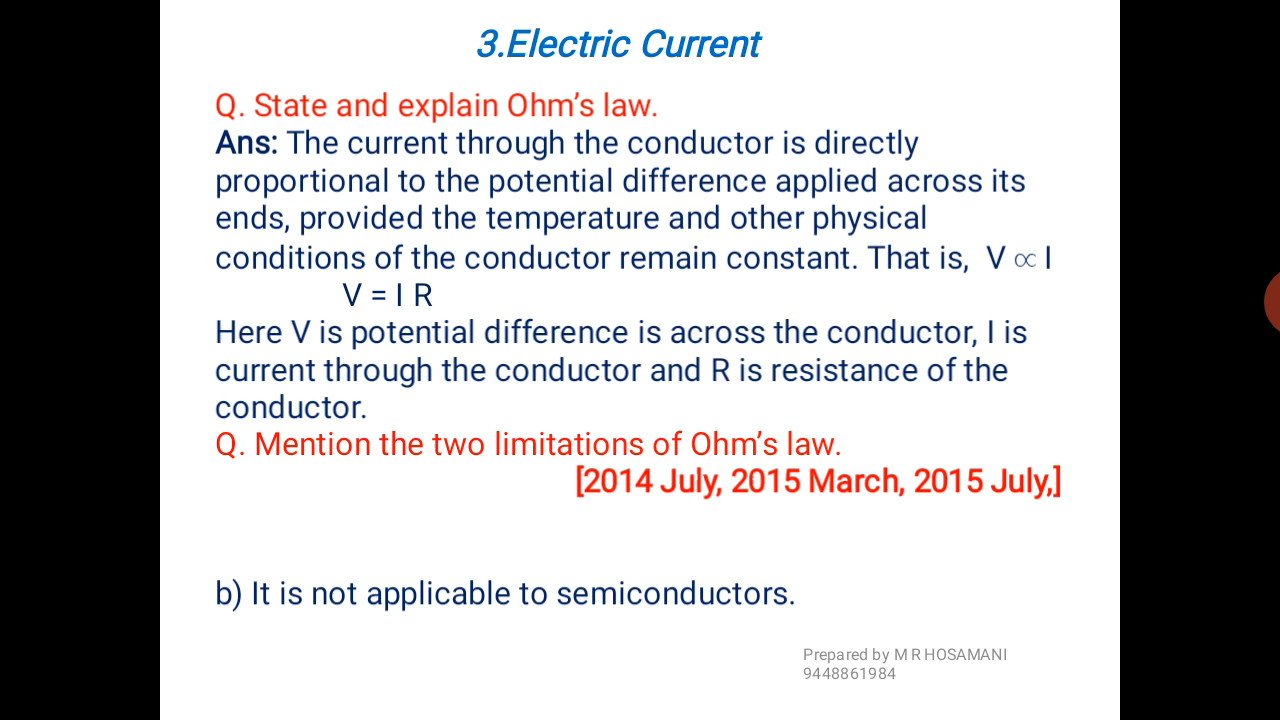 3.Electric Current
Q. State and explain Ohm’s law.
Ans: The current through the conductor is directly
proportional to the potential difference applied across its
ends, provided the temperature and other physical
conditions of the conductor remain constant. That is, V ∝ I
V = I R
Here V is potential difference is across the conductor, I is
current through the conductor and R is resistance of the
conductor.
Q. Mention the two limitations of Ohm’s law.
[2014 July, 2015 March, 2015 July,]
b) It is not applicable to semiconductors.
Prepared by M R HOSAMANI
9448861984